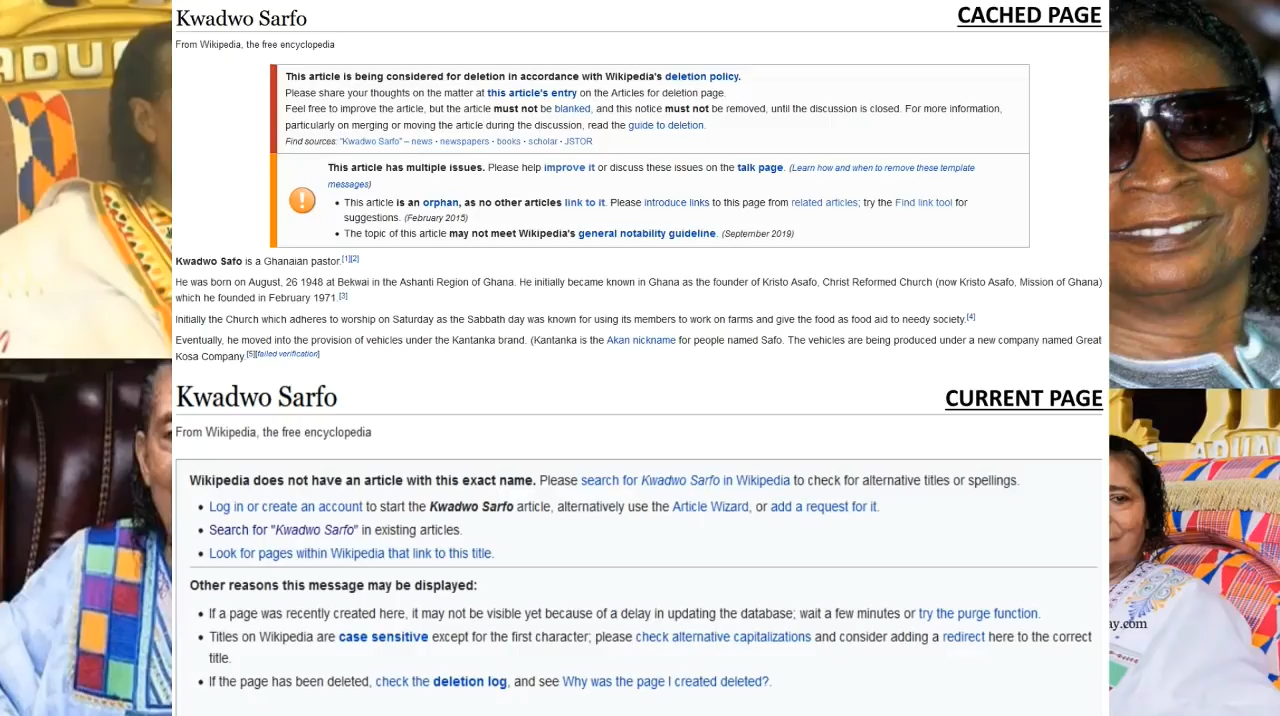 ADU
Kwadwo Sarfo
CACHED PAGE
From Wikipedia, the free encyclopedia
This article is being considered for deletion in accordance with Wikipedia's deletion policy.
Please share your thoughts on the matter at this article's entry on the Articles for deletion page.
Feel free to improve the article, but the article must not be blanked, and this notice must not be removed, until the discussion is closed. For more information,
particularly on merging or moving the article during the discussion, read the guide to deletion.
Find sources: "Kwadwo Sarfo" – news · newspapers · books · scholar · JSTOR
This article has multiple issues. Please help improve it or discuss these issues on the talk page. (Learn how and when to remove these template
messages)
• This article is an orphan, as no other articles link to it. Please introduce links to this page from related articles; try the Find link tool for
suggestions. (February 2015)
• The topic of this article may not meet Wikipedia's general notability guideline. (September 2019)
Kwadwo Safo is a Ghanaian pastor.[1][2]
He was born on August, 26 1948 at Bekwai in the Ashanti Region of Ghana. He initially became known in Ghana as the founder of Kristo Asafo, Christ Reformed Church (now Kristo Asafo, Mission of Ghana)
which he founded in February 1971.[3]
Initially the Church which adheres to worship on Saturday as the Sabbath day was known for using its members to work on farms and give the food as food aid to needy society.[4]
Eventually, he moved into the provision of vehicles under the Kantanka brand. (Kantanka is the Akan nickname for people named Safo. The vehicles are being produced under a new company named Great
Kosa Company.[5][failed verification]
Kwadwo Sarfo
CURRENT PAGE
From Wikipedia, the free encyclopedia
Wikipedia does not have an article with this exact name. Please search for Kwadwo Sarfo in Wikipedia to check for alternative titles or spellings.
• Log in or create an account to start the Kwadwo Sarfo article, alternatively use the Article Wizard, or add a request for it.
• Search for "Kwadwo Sarfo" in existing articles.
• Look for pages within Wikipedia that link to this title.
Other reasons this message may be displayed:
• If a page was recently created here, it may not be visible yet because of a delay in updating the database; wait a few minutes or try the purge function.
• Titles on Wikipedia are case sensitive except for the first character; please check alternative capitalizations and consider adding a redirect here to the correct
title.
• If the page has been deleted, check the deletion log, and see Why was the page I created deleted?.
E ADUA
ay.com